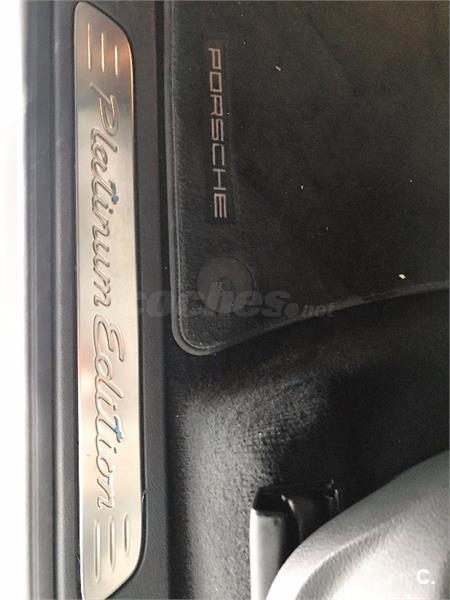 Platinum Edition
PORSCHE
coches.net
C.